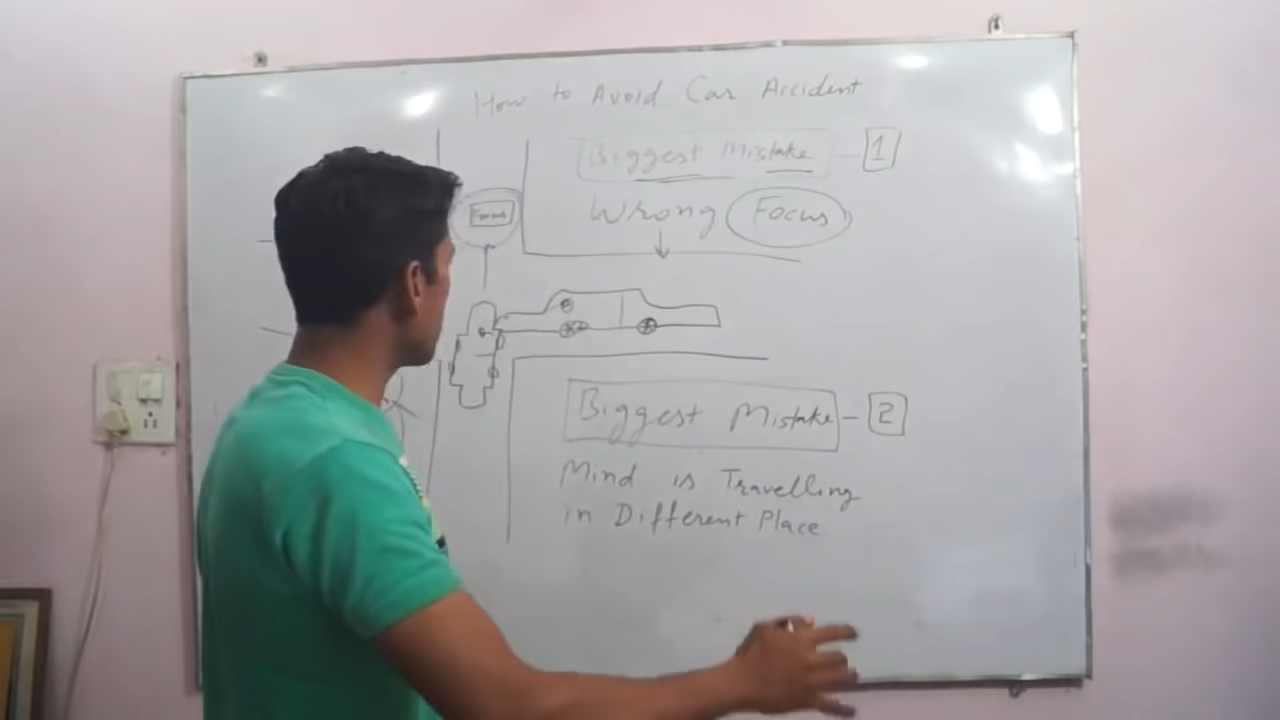 How to Avoid Car Accident
Biggest Mistake - 1
Wrong Focus
Focus
Biggest Mistake - 2
Mind is Travelling
in Different Place